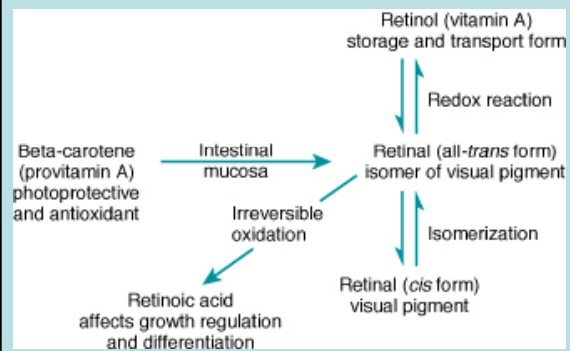 Retinol (vitamin A)
storage and transport form
Redox reaction
Beta-carotene
(provitamin A)
photoprotective
and antioxidant
Intestinal
mucosa
Retinal (all-trans form)
isomer of visual pigment
Irreversible
oxidation
Isomerization
Retinal (cis form)
visual pigment
Retinoic acid
affects growth regulation
and differentiation